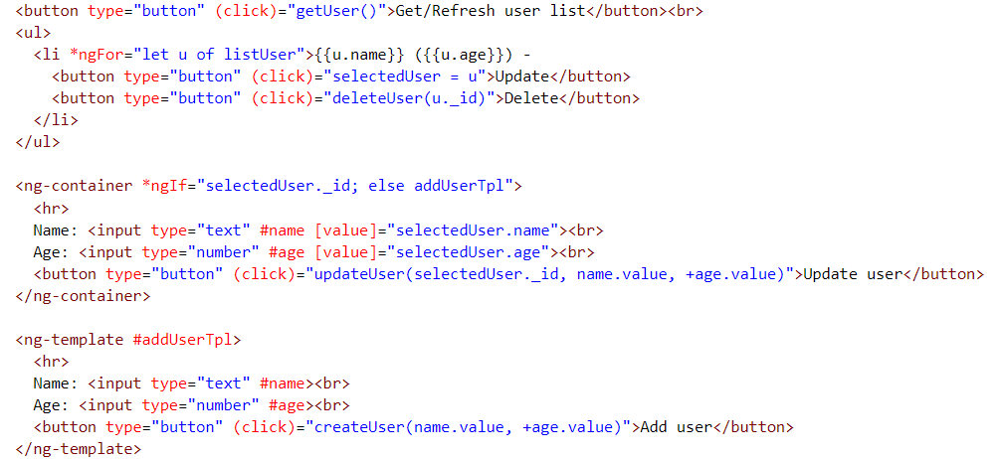 <button type="button" (click)="getUser()">Get/Refresh user list</button><br>
<ul>
  <li *ngFor="let u of listUser">{{u.name}} ({{u.age}}) -
    <button type="button" (click)="selectedUser = u">Update</button>
    <button type="button" (click)="deleteUser(u._id)">Delete</button>
  </li>
</ul>

<ng-container *ngIf="selectedUser._id; else addUserTpl">
  <hr>
  Name: <input type="text" #name [value]="selectedUser.name"><br>
  Age: <input type="number" #age [value]="selectedUser.age"><br>
  <button type="button" (click)="updateUser(selectedUser._id, name.value, +age.value)">Update user</button>
</ng-container>

<ng-template #addUserTpl>
  <hr>
  Name: <input type="text" #name><br>
  Age: <input type="number" #age><br>
  <button type="button" (click)="createUser(name.value, +age.value)">Add user</button>
</ng-template>